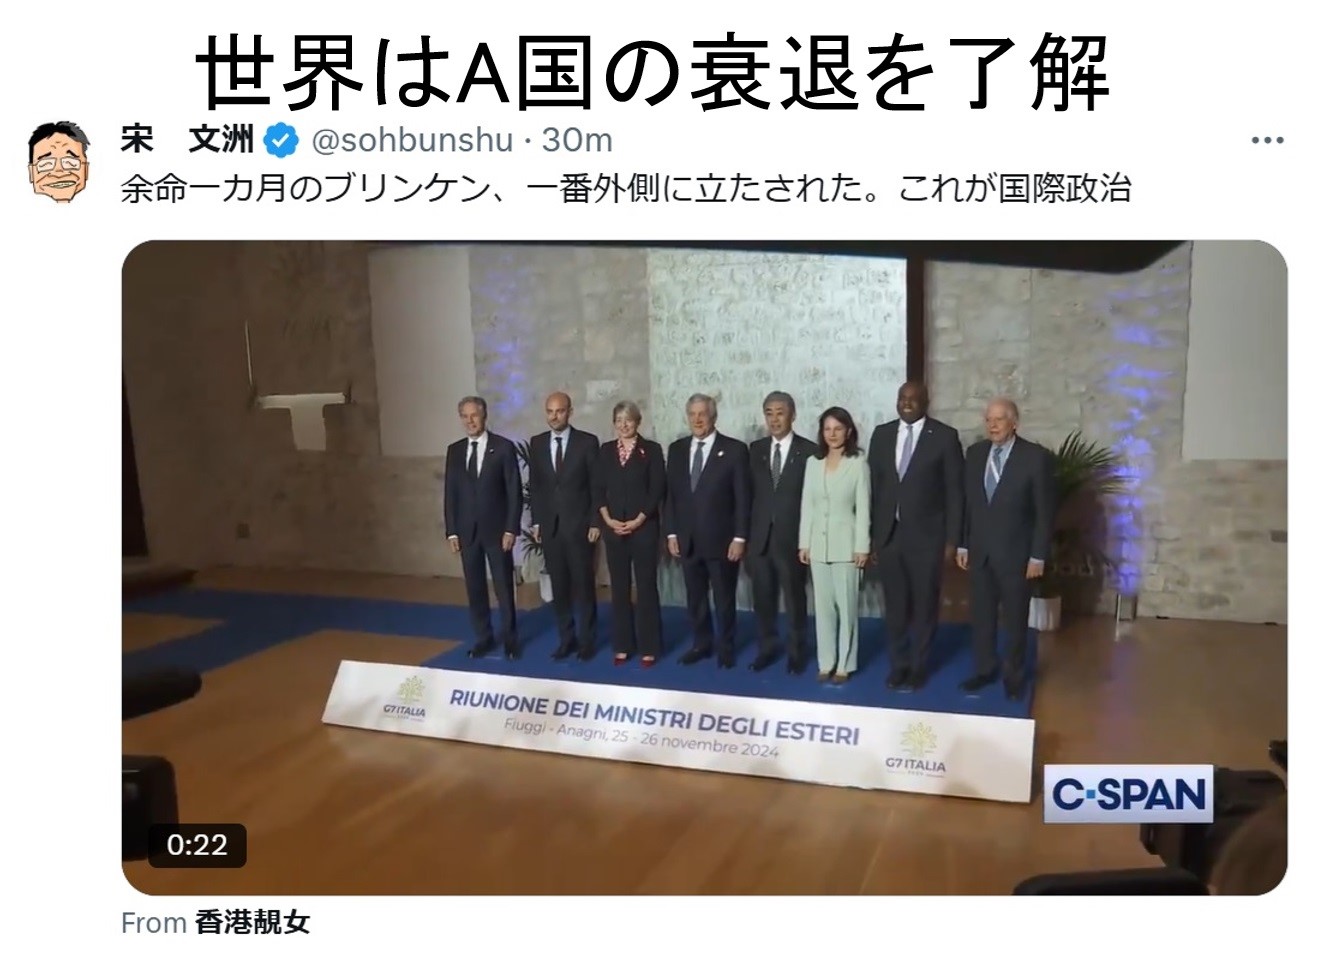 世界はA国の衰退を了解
宋　文洲 @sohbunshu · 30m
余命一カ月のブリンケン、一番外側に立たされた。これが国際政治
G7 ITALIA
RIUNIONE DEI MINISTRI DEGLI ESTERI
Fiuggi - Anagni, 25 - 26 novembre 2024
G7 ITALIA
C-SPAN
0:22
From 香港靚女